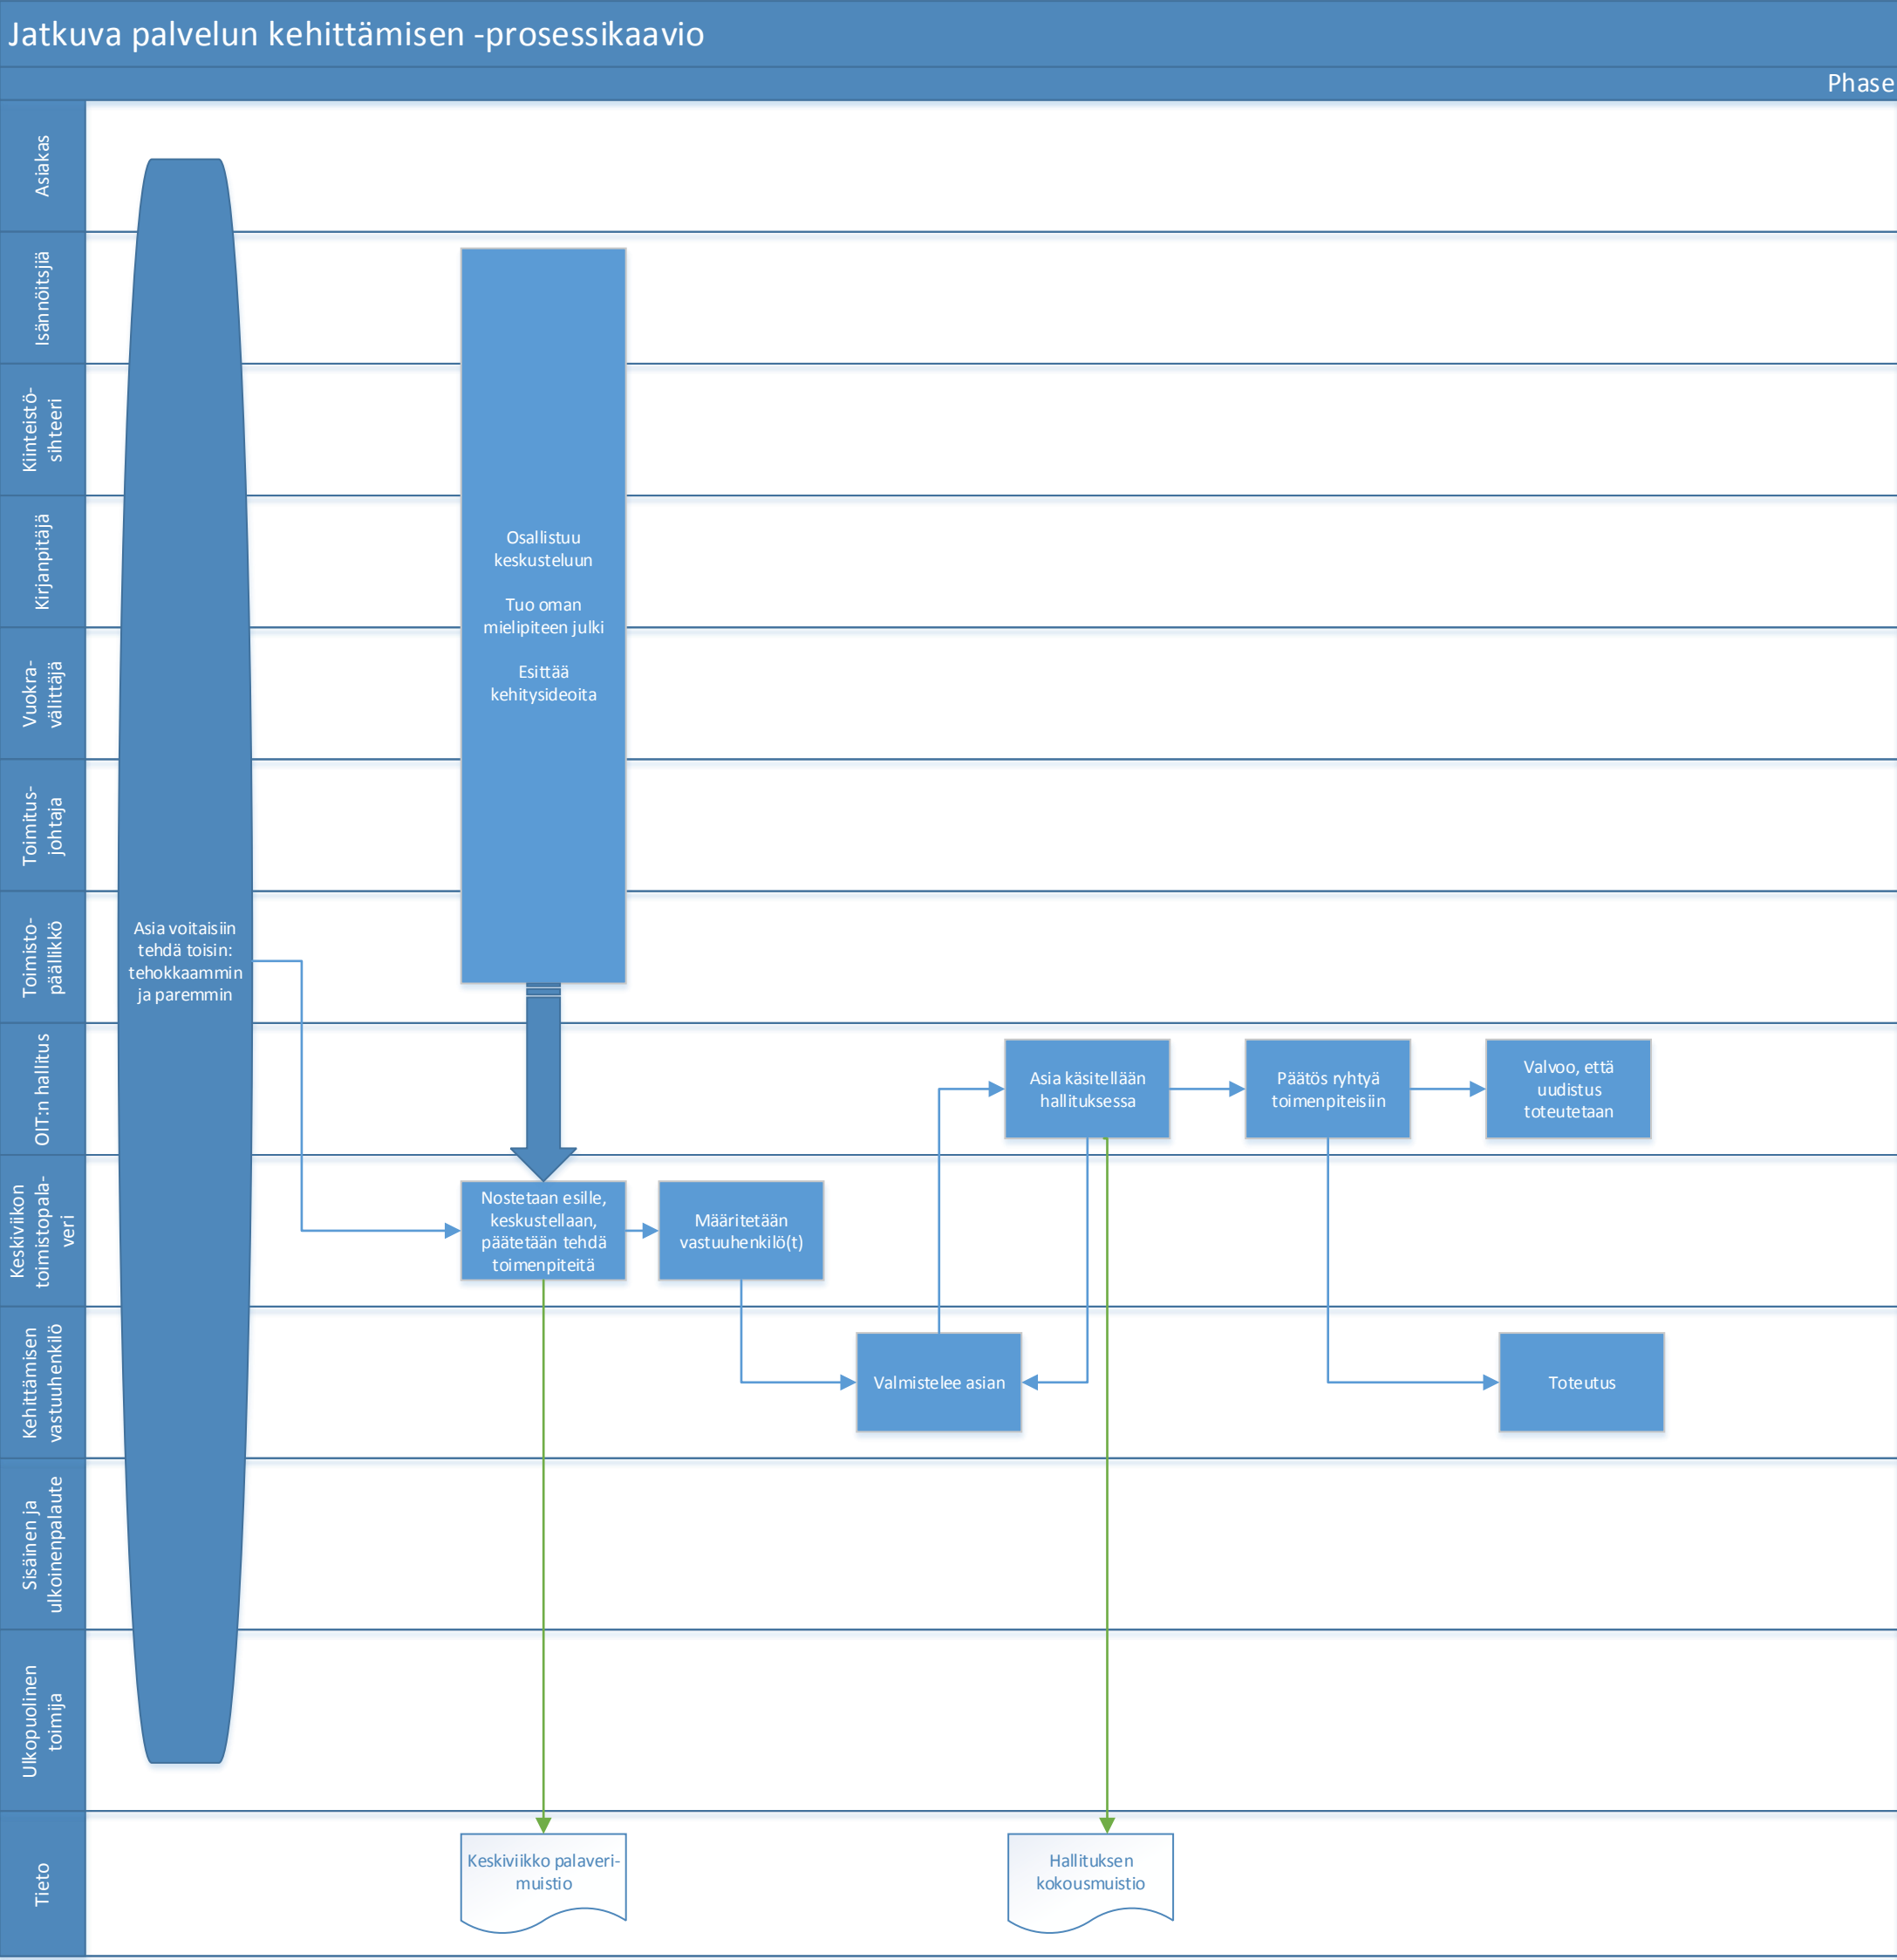 Jatkuva palvelun kehittämisen -prosessikaavio
Phase
Asiakas
Isännöitsjiä
Kiinteistö-
sihteeri
Kirjanpitäjä
Vuokra-
välittäjä
Toimitus-
johtaja
Toimisto-
päällikkö
OIT:n hallitus
Keskiviikon
toimistopala-
veri
Kehittämisen
vastuuhenkilö
Sisäinen ja
ulkoinenpalaute
Ulkopuolinen
toimija
Tieto
Asia voitaisiin
tehdä toisin:
tehokkaammin
ja paremmin
Osallistuu
keskusteluun
Tuo oman
mielipiteen julki
Esittää
kehitysideoita
Nostetaan esille,
keskustellaan,
päätetään tehdä
toimenpiteitä
Määritetään
vastuuhenkilö(t)
Valmistelee asian
Asia käsitellään
hallituksessa
Päätös ryhtyä
toimenpiteisiin
Valvoo, että
uudistus
toteutetaan
Toteutus
Keskiviikko palaveri-
muistio
Hallituksen
kokousmuistio